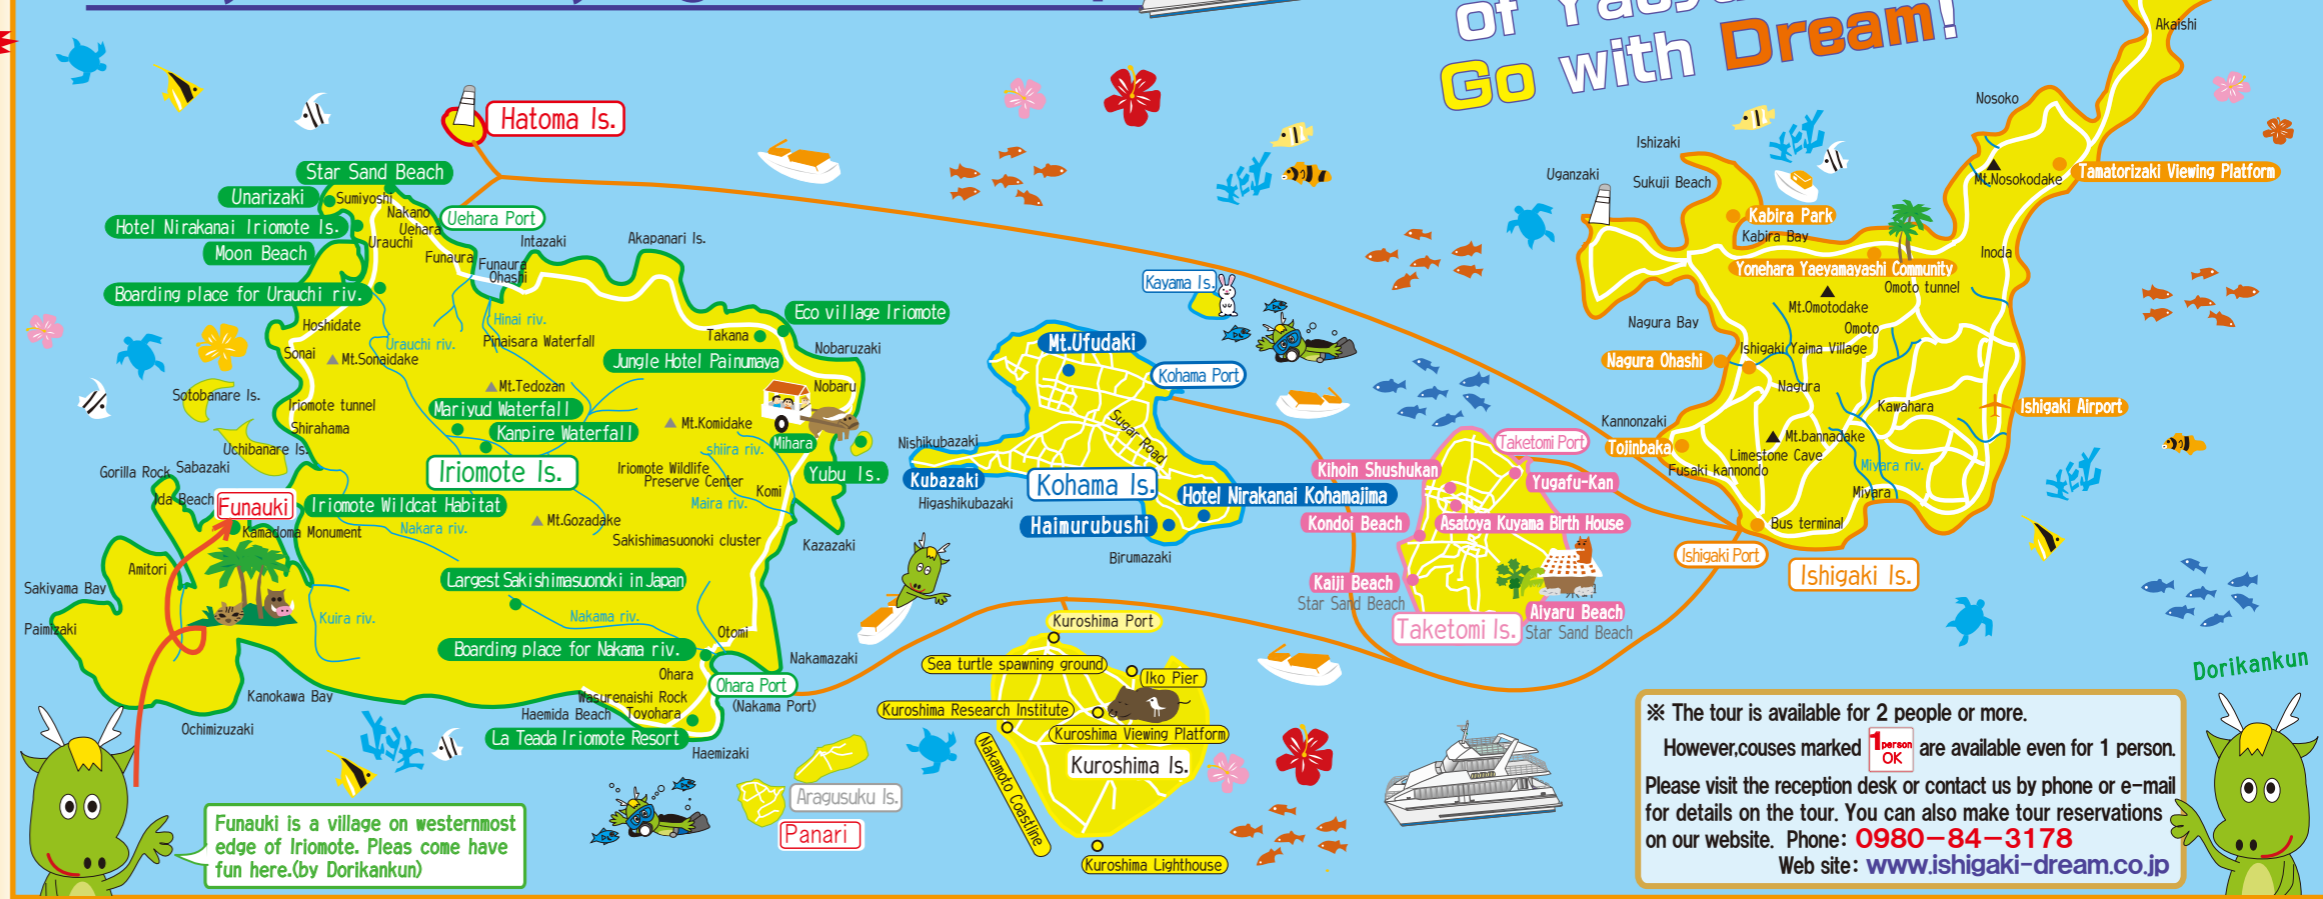 of
Go with Dream!
Akaishi
Hatoma Is.
Nosoko
Ishizaki
Uganzaki
Sukuji Beach
Mt.Nosokodake
Tamatorizaki Viewing Platform
Star Sand Beach
Unarizaki
Sumiyoshi
Nakano
Uehara
Uehara Port
Hotel Nirakanai Iriomote Is.
Urauchi
Moon Beach
Funaura
Funaura
Ohashi
Intazaki
Akapanari Is.
Kabira Park
Kabira Bay
Inoda
Yonehara Yaeyamayashi Community
Omoto tunnel
Mt.Omotodake
Omoto
Kayama Is.
Boarding place for Urauchi riv.
Hinai riv.
Eco village Iriomote
Hoshidate
Urauchi riv.
Pinaisara Waterfall
Takana
Nobaruzaki
Sonai
Mt.Sonaidake
Jungle Hotel Painumaya
Mt.Ufudaki
Kohama Port
Nagura Bay
Ishigaki Yaima Village
Nagura Ohashi
Nagura
Sotobanare Is.
Mt.Tedozan
Nobaru
Iriomote tunnel
Mariyud Waterfall
Shirahama
Kanpire Waterfall
Mt.Komidake
Mihara
Sugar Road
Kawahara
Ishigaki Airport
Kannonzaki
Tojinbaka
Mt.bannadake
Limestone Cave
Fusaki kannondo
Miyara riv.
Miyara
Uchibanare Is.
shiira riv.
Nishikubazaki
Taketomi Port
Gorilla Rock
Sabazaki
Iriomote Is.
Iriomote Wildlife
Preserve Center
Yubu Is.
Kubazaki
Kohama Is.
Kihoin Shushukan
Yugafu-Kan
Ida Beach
Funauki
Iriomote Wildcat Habitat
Komi
Maira riv.
Higashikubazaki
Hotel Nirakanai Kohamajima
Kamadoma Monument
Nakara riv.
Mt.Gozadake
Haimurubushi
Kondoi Beach
Asatoya Kuyama Birth House
Bus terminal
Sakishimasuonoki cluster
Kazazaki
Birumazaki
Ishigaki Port
Ishigaki Is.
Amitori
Largest Sakishimasuonoki in Japan
Kaiji Beach
Star Sand Beach
Sakiyama Bay
Kuira riv.
Nakama riv.
Aiyaru Beach
Star Sand Beach
Taketomi Is.
Paimizaki
Otomi
Kuroshima Port
Boarding place for Nakama riv.
Nakamazaki
Sea turtle spawning ground
Iko Pier
Ohara
Ohara Port
(Nakama Port)
Kanokawa Bay
Wasurenaishi Rock
Haemida Beach
Toyohara
Kuroshima Research Institute
Kuroshima Viewing Platform
Ochimizuzaki
La Teada Iriomote Resort
Haemizaki
Nakamoto Coastline
Kuroshima Is.
Aragusuku Is.
Panari
Kuroshima Lighthouse
Dorikankun
Funauki is a village on westernmost
edge of Iriomote. Pleas come have
fun here.(by Dorikankun)
※ The tour is available for 2 people or more.
However,couses marked 1person OK are available even for 1 person.
Please visit the reception desk or contact us by phone or e-mail
for details on the tour. You can also make tour reservations
on our website. Phone: 0980-84-3178
Web site: www.ishigaki-dream.co.jp